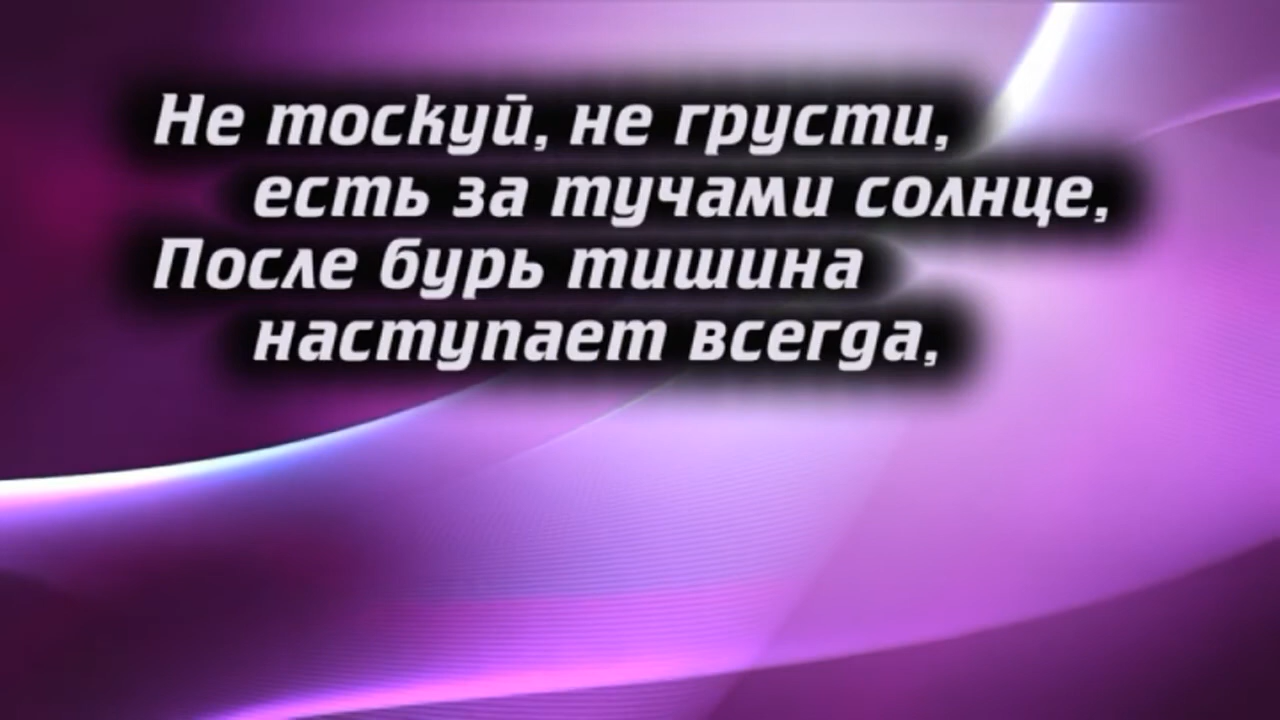 Не тоскуй, не грусти,
есть за тучами солнце,
После бурь тишина
наступает всегда,